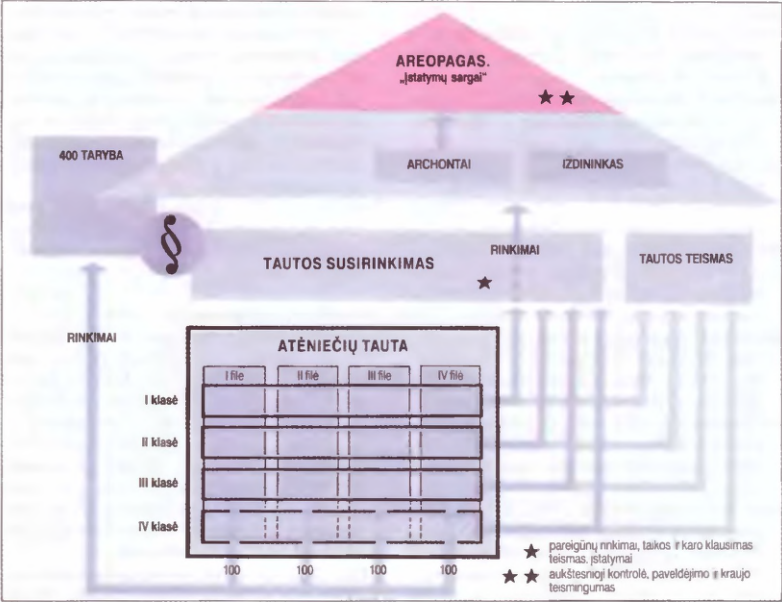 AREOPAGAS.
„Įstatymų sargai“
★ ★
400 TARYBA
ARCHONTAI
IŽDININKAS
§
TAUTOS SUSIRINKIMAS
★
RINKIMAI
TAUTOS TEISMAS
RINKIMAI
ATĖNIEČIŲ TAUTA
I file
II filė
III filė
IV filė
I klasė
II klasė
III klasė
IV klasė
100 100 100 100
★ pareigūnų rinkimai, taikos ir karo klausimas
teismas, įstatymai
★ ★ aukštesnioji kontrolė, paveldėjimo ir kraujo
teismingumas